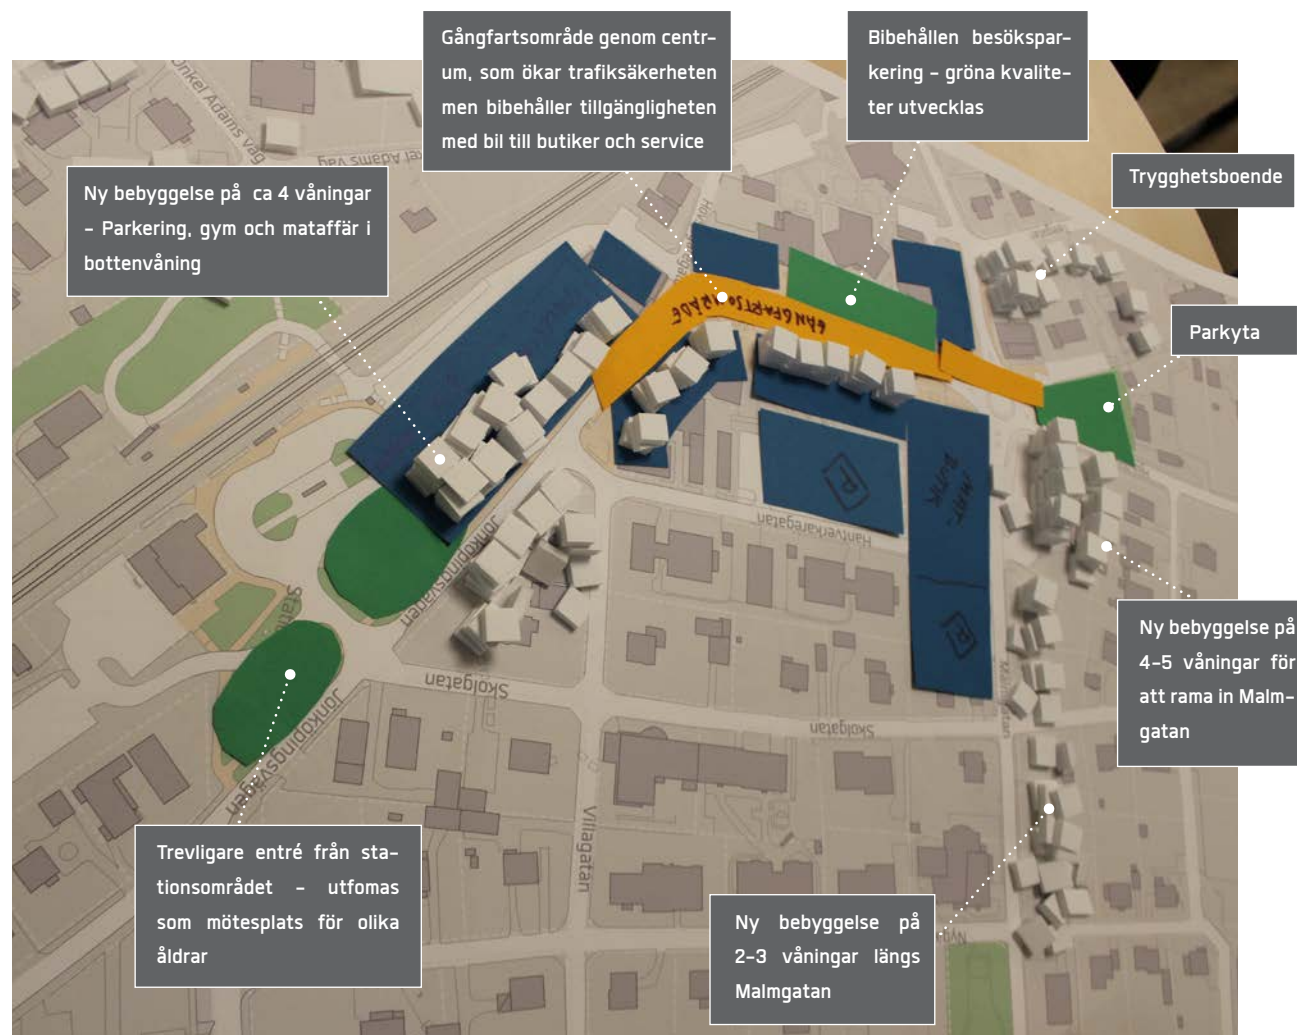 Gångfartsområde genom centr-
um, som ökar trafiksäkerheten
men bibehåller tillgängligheten
med bil till butiker och service
Bibehållen besökspar-
kering - gröna kvalite-
ter utvecklas
Trygghetsboende
Ny bebyggelse på ca 4 våningar
- Parkering, gym och mataffär i
bottenvåning
Parkyta
Ny bebyggelse på
4-5 våningar för
att rama in Malm-
gatan
Trevligare entré från sta-
tionsområdet - utfomas
som mötesplats för olika
åldrar
Ny bebyggelse på
2-3 våningar längs
Malmgatan
Onkel Adams väg
Adams Väg
GÅNGFARTSOMRÅDE
P
Hantverkaregatan
P
Jönköpingsvägen
Skolgatan
Skolgatan
Jönköpingsvägen
Villagatan